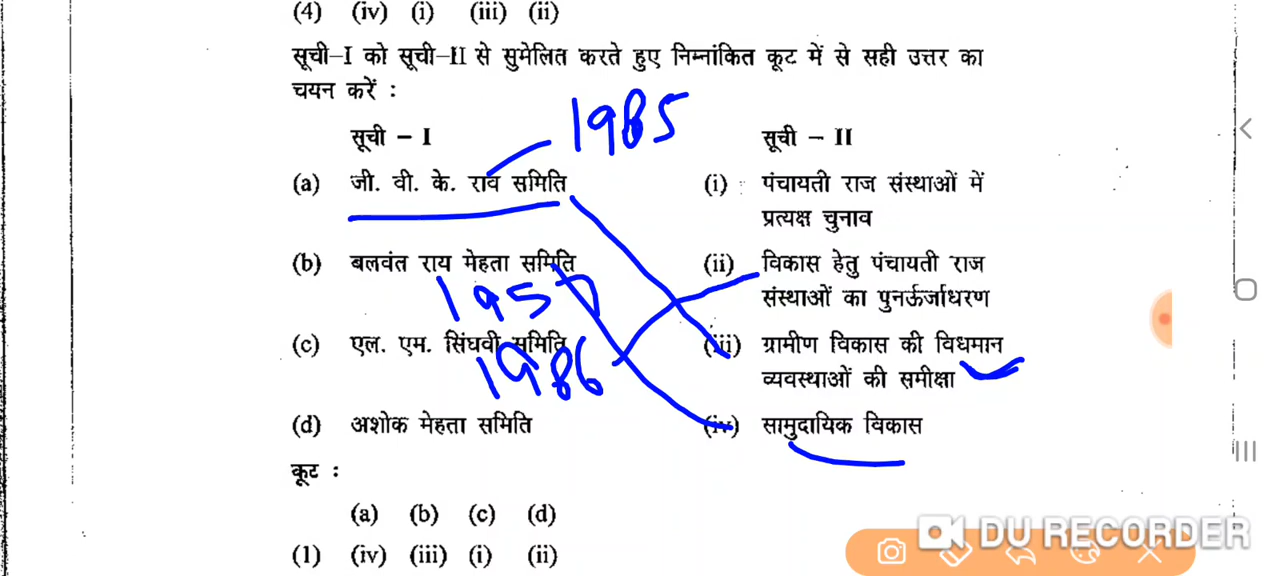 (4) (iv) (i) (iii) (ii)
सूची–I को सूची–II से सुमेलित करते हुए निम्नांकित कूट में से सही उत्तर का
चयन करें :
1985
सूची – I सूची – II
(a) जी. वी. के. राव समिति (i) पंचायती राज संस्थाओं में
प्रत्यक्ष चुनाव
(b) बलवंत राय मेहता समिति (ii) विकास हेतु पंचायती राज
1957 संस्थाओं का पुनर्ऊर्जाधरण
(c) एल. एम. सिंघवी समिति (iii) ग्रामीण विकास की विधमान
1986 व्यवस्थाओं की समीक्षा
(d) अशोक मेहता समिति (iv) सामुदायिक विकास
कूट :
(a) (b) (c) (d)
(1) (iv) (iii) (i) (ii)
DU RECORDER